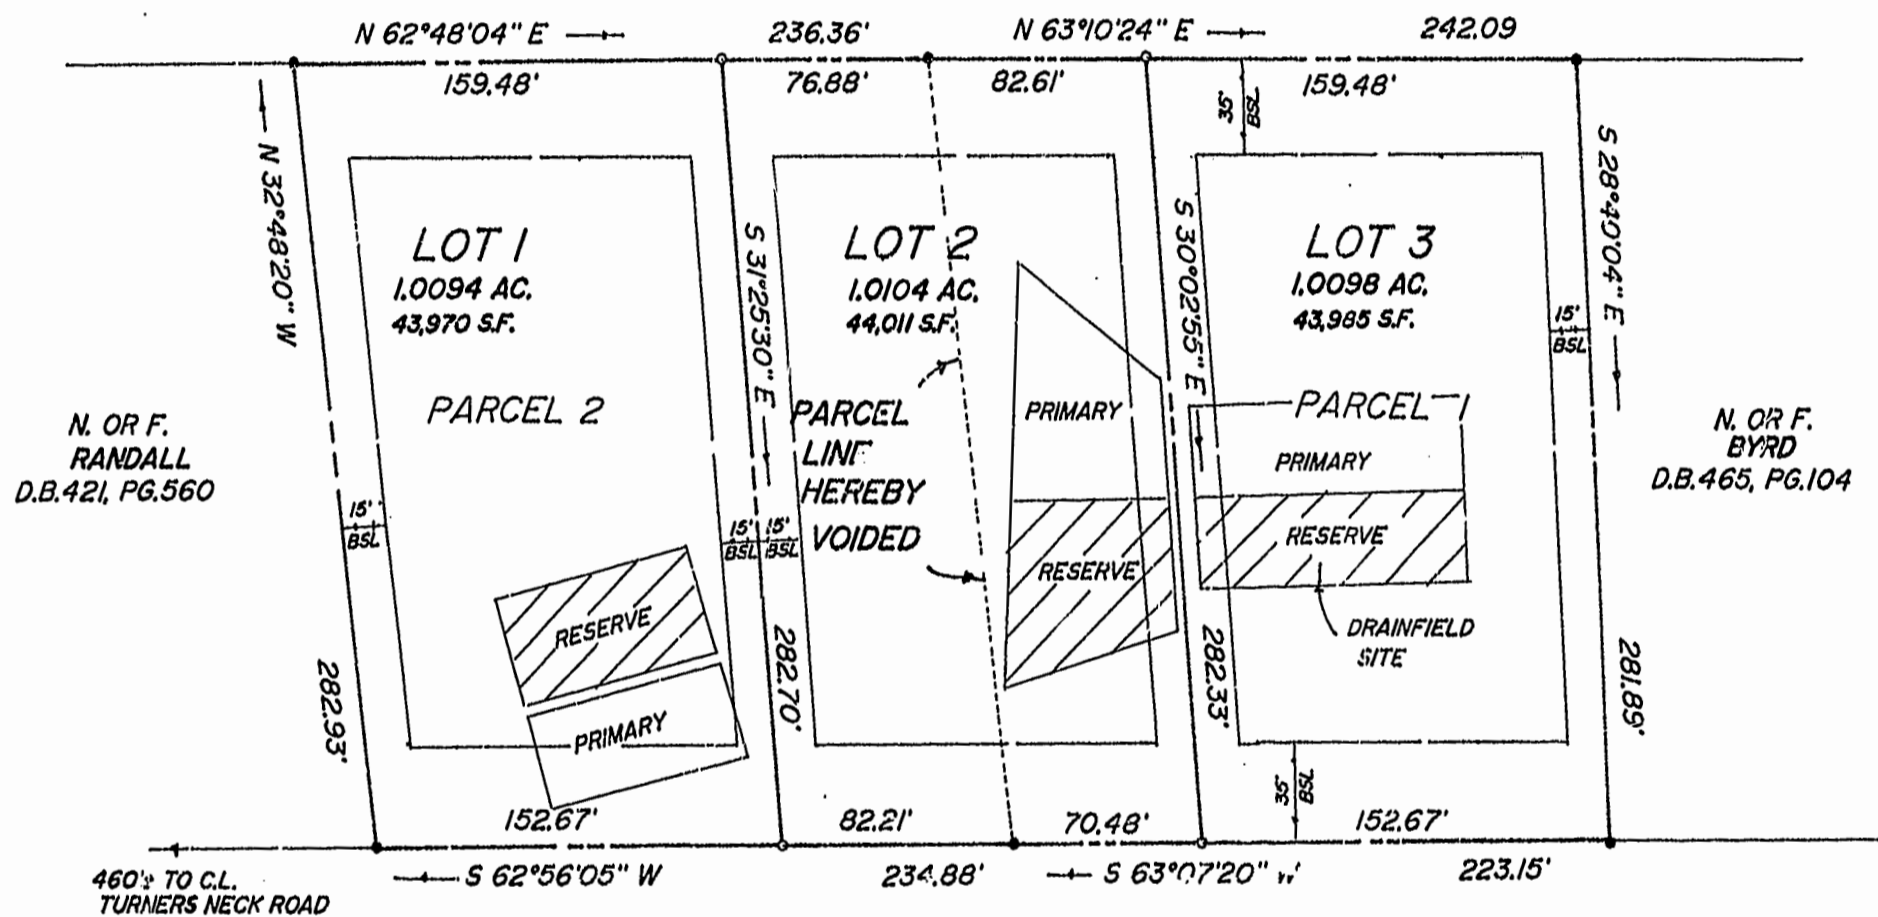 N 62°48'04" E
236.36'
N 63°10'24" E
242.09
159.48'
76.88'
82.61'
159.48'
35'
BSL
N 32°48'20" W
S 31°25'30" E
S 30°02'55" E
S 28°40'04" E
LOT 1
1.0094 AC.
43,970 S.F.
LOT 2
1.0104 AC.
44,011 S.F.
LOT 3
1.0098 AC.
43,985 S.F.
15'
BSL
PARCEL 2
PARCEL
LINE
HEREBY
VOIDED
PRIMARY
RESERVE
PARCEL 1
PRIMARY
RESERVE
DRAINFIELD
SITE
N. OR F.
RANDALL
D.B.421, PG.560
N. OR F.
BYRD
D.B.465, PG.104
15'
BSL
15' 15'
BSL BSL
RESERVE
PRIMARY
282.93'
282.70'
282.33'
281.89'
35'
BSL
152.67'
82.21'
70.48'
152.67'
S 62°56'05" W
234.88'
S 63°07'20" W
223.15'
460'± TO C.L.
TURNERS NECK ROAD